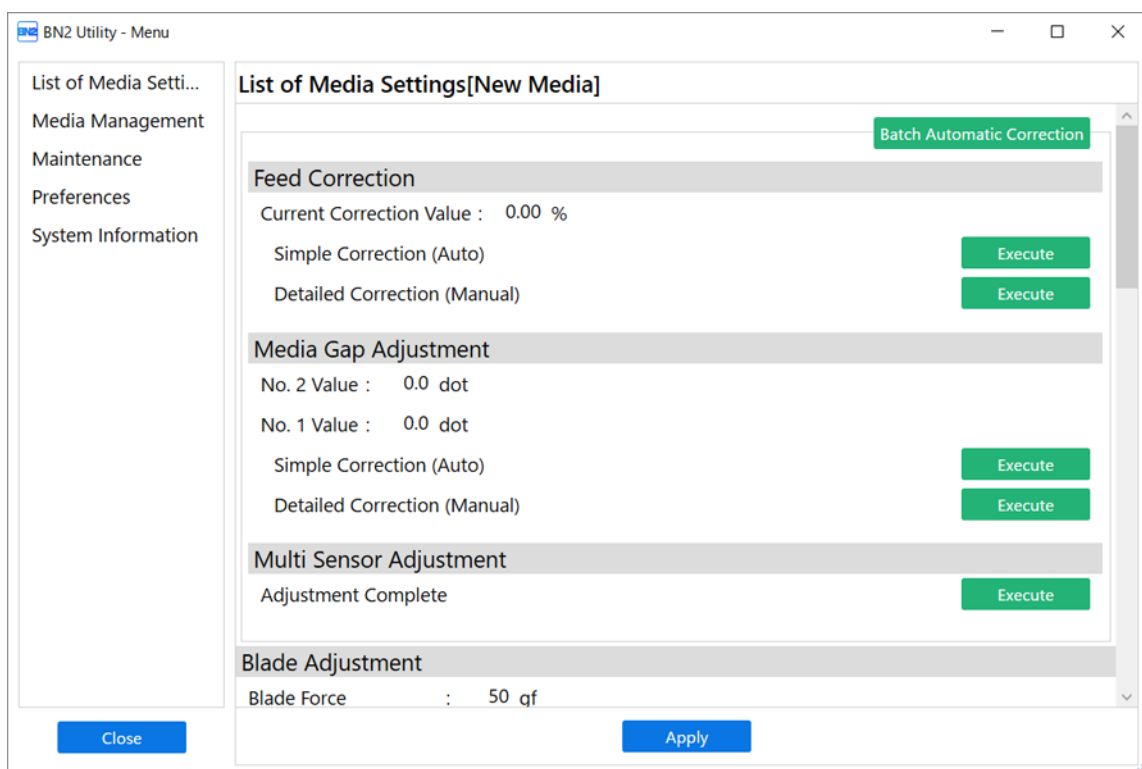 BN2 BN2 Utility - Menu
List of Media Setti...
Media Management
Maintenance
Preferences
System Information
Close
List of Media Settings[New Media]
Batch Automatic Correction
Feed Correction
Current Correction Value : 0.00 %
Simple Correction (Auto) Execute
Detailed Correction (Manual) Execute
Media Gap Adjustment
No. 2 Value : 0.0 dot
No. 1 Value : 0.0 dot
Simple Correction (Auto) Execute
Detailed Correction (Manual) Execute
Multi Sensor Adjustment
Adjustment Complete Execute
Blade Adjustment
Blade Force : 50 gf
Apply